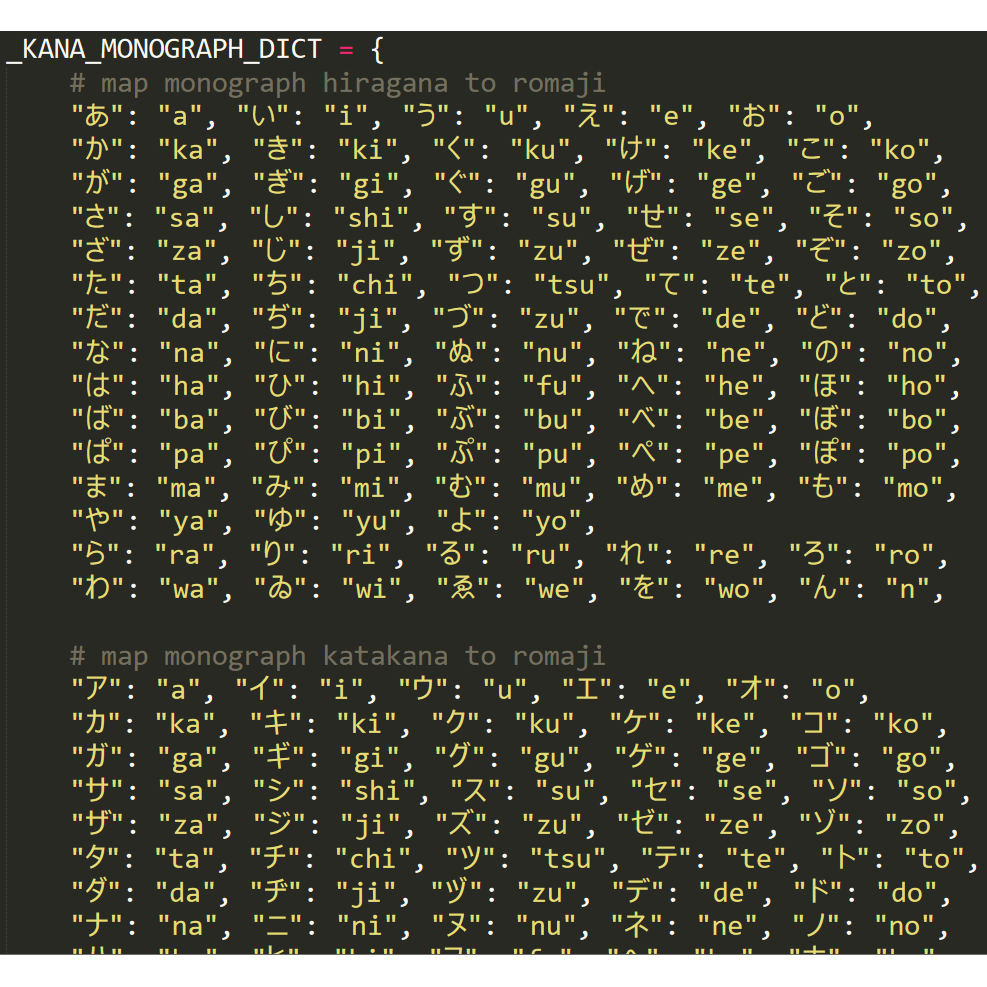 _KANA_MONOGRAPH_DICT = {
# map monograph hiragana to romaji
"あ": "a", "い": "i", "う": "u", "え": "e", "お": "o",
"か": "ka", "き": "ki", "く": "ku", "け": "ke", "こ": "ko",
"が": "ga", "ぎ": "gi", "ぐ": "gu", "げ": "ge", "ご": "go",
"さ": "sa", "し": "shi", "す": "su", "せ": "se", "そ": "so",
"ざ": "za", "じ": "ji", "ず": "zu", "ぜ": "ze", "ぞ": "zo",
"た": "ta", "ち": "chi", "つ": "tsu", "て": "te", "と": "to",
"だ": "da", "ぢ": "ji", "づ": "zu", "で": "de", "ど": "do",
"な": "na", "に": "ni", "ぬ": "nu", "ね": "ne", "の": "no",
"は": "ha", "ひ": "hi", "ふ": "fu", "へ": "he", "ほ": "ho",
"ば": "ba", "び": "bi", "ぶ": "bu", "べ": "be", "ぼ": "bo",
"ぱ": "pa", "ぴ": "pi", "ぷ": "pu", "ぺ": "pe", "ぽ": "po",
"ま": "ma", "み": "mi", "む": "mu", "め": "me", "も": "mo",
"や": "ya", "ゆ": "yu", "よ": "yo",
"ら": "ra", "り": "ri", "る": "ru", "れ": "re", "ろ": "ro",
"わ": "wa", "ゐ": "wi", "ゑ": "we", "を": "wo", "ん": "n",
# map monograph katakana to romaji
"ア": "a", "イ": "i", "ウ": "u", "エ": "e", "オ": "o",
"カ": "ka", "キ": "ki", "ク": "ku", "ケ": "ke", "コ": "ko",
"ガ": "ga", "ギ": "gi", "グ": "gu", "ゲ": "ge", "ゴ": "go",
"サ": "sa", "シ": "shi", "ス": "su", "セ": "se", "ソ": "so",
"ザ": "za", "ジ": "ji", "ズ": "zu", "ゼ": "ze", "ゾ": "zo",
"タ": "ta", "チ": "chi", "ツ": "tsu", "テ": "te", "ト": "to",
"ダ": "da", "ヂ": "ji", "ヅ": "zu", "デ": "de", "ド": "do",
"ナ": "na", "ニ": "ni", "ヌ": "nu", "ネ": "ne", "ノ": "no",